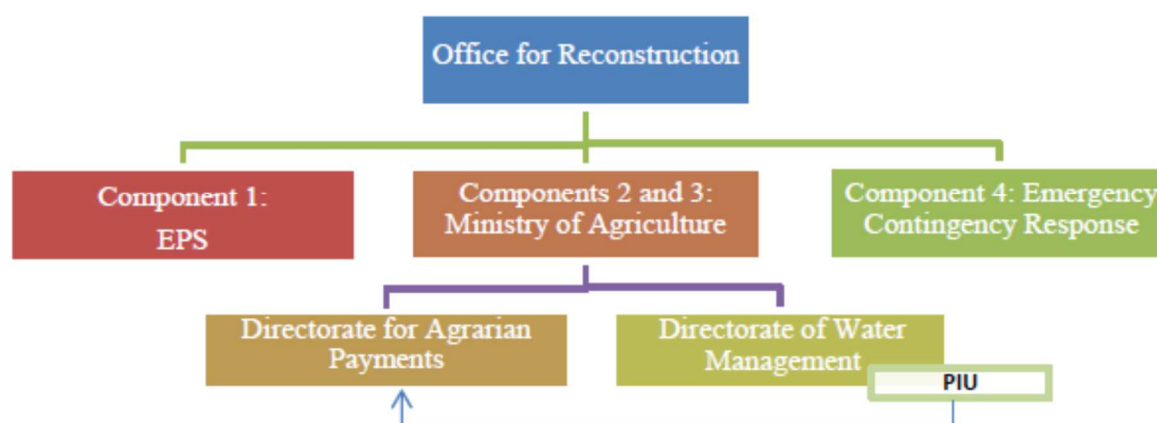 Office for Reconstruction
Component 1:
EPS
Components 2 and 3:
Ministry of Agriculture
Component 4: Emergency
Contingency Response
Directorate for Agrarian
Payments
Directorate of Water
Management
PIU